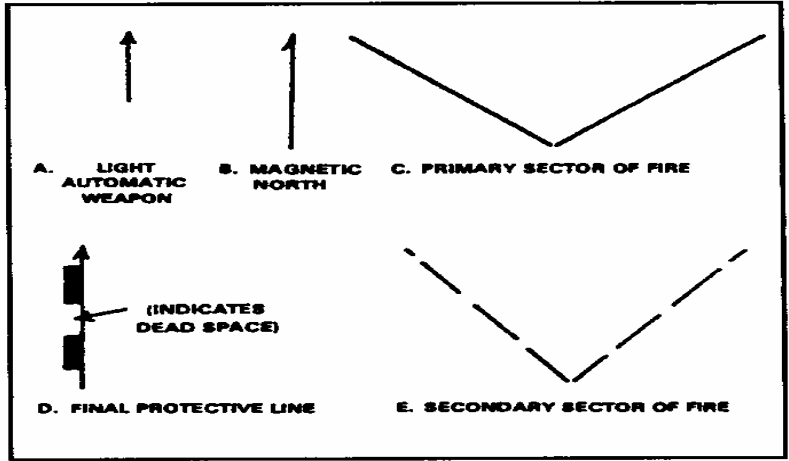 A. LIGHT
AUTOMATIC
WEAPON
B. MAGNETIC
NORTH
C. PRIMARY SECTOR OF FIRE
(INDICATES
DEAD SPACE)
D. FINAL PROTECTIVE LINE
E. SECONDARY SECTOR OF FIRE